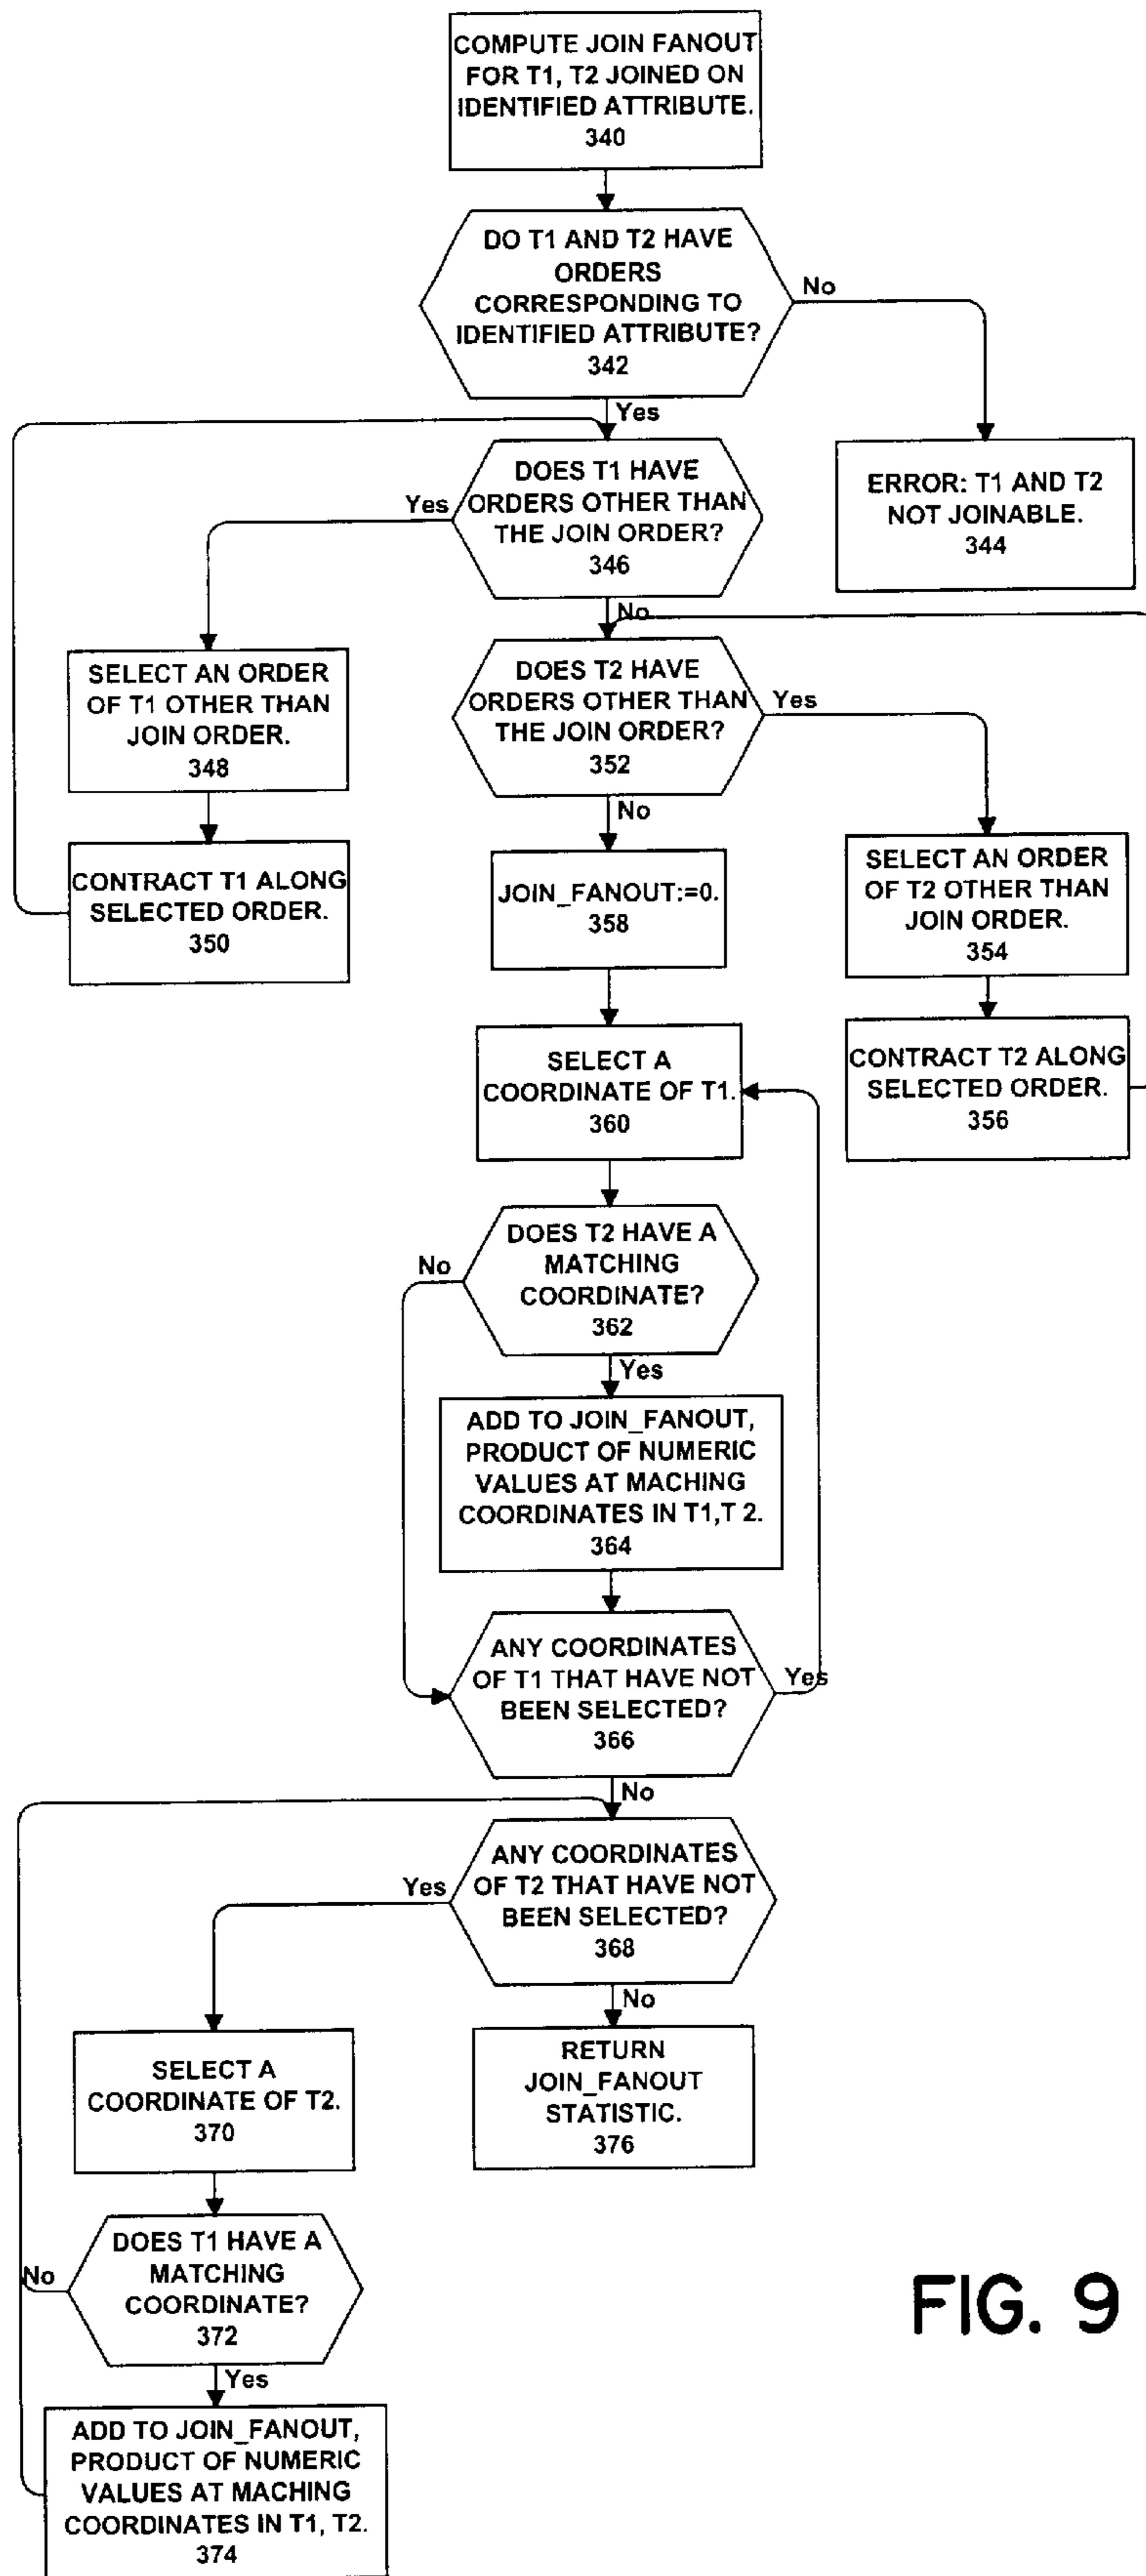 COMPUTE JOIN FANOUT
FOR T1, T2 JOINED ON
IDENTIFIED ATTRIBUTE.
340
DO T1 AND T2 HAVE
ORDERS
CORRESPONDING TO
IDENTIFIED ATTRIBUTE?
342
No
Yes
ERROR: T1 AND T2
NOT JOINABLE.
344
DOES T1 HAVE
ORDERS OTHER THAN
THE JOIN ORDER?
346
Yes
No
SELECT AN ORDER
OF T1 OTHER THAN
JOIN ORDER.
348
CONTRACT T1 ALONG
SELECTED ORDER.
350
DOES T2 HAVE
ORDERS OTHER THAN
THE JOIN ORDER?
352
Yes
No
SELECT AN ORDER
OF T2 OTHER THAN
JOIN ORDER.
354
CONTRACT T2 ALONG
SELECTED ORDER.
356
JOIN_FANOUT:=0.
358
SELECT A
COORDINATE OF T1.
360
DOES T2 HAVE A
MATCHING
COORDINATE?
362
No
Yes
ADD TO JOIN_FANOUT,
PRODUCT OF NUMERIC
VALUES AT MACHING
COORDINATES IN T1,T 2.
364
ANY COORDINATES
OF T1 THAT HAVE NOT
BEEN SELECTED?
366
Yes
No
ANY COORDINATES
OF T2 THAT HAVE NOT
BEEN SELECTED?
368
Yes
No
RETURN
JOIN_FANOUT
STATISTIC.
376
SELECT A
COORDINATE OF T2.
370
DOES T1 HAVE A
MATCHING
COORDINATE?
372
No
Yes
ADD TO JOIN_FANOUT,
PRODUCT OF NUMERIC
VALUES AT MACHING
COORDINATES IN T1, T2.
374
FIG. 9